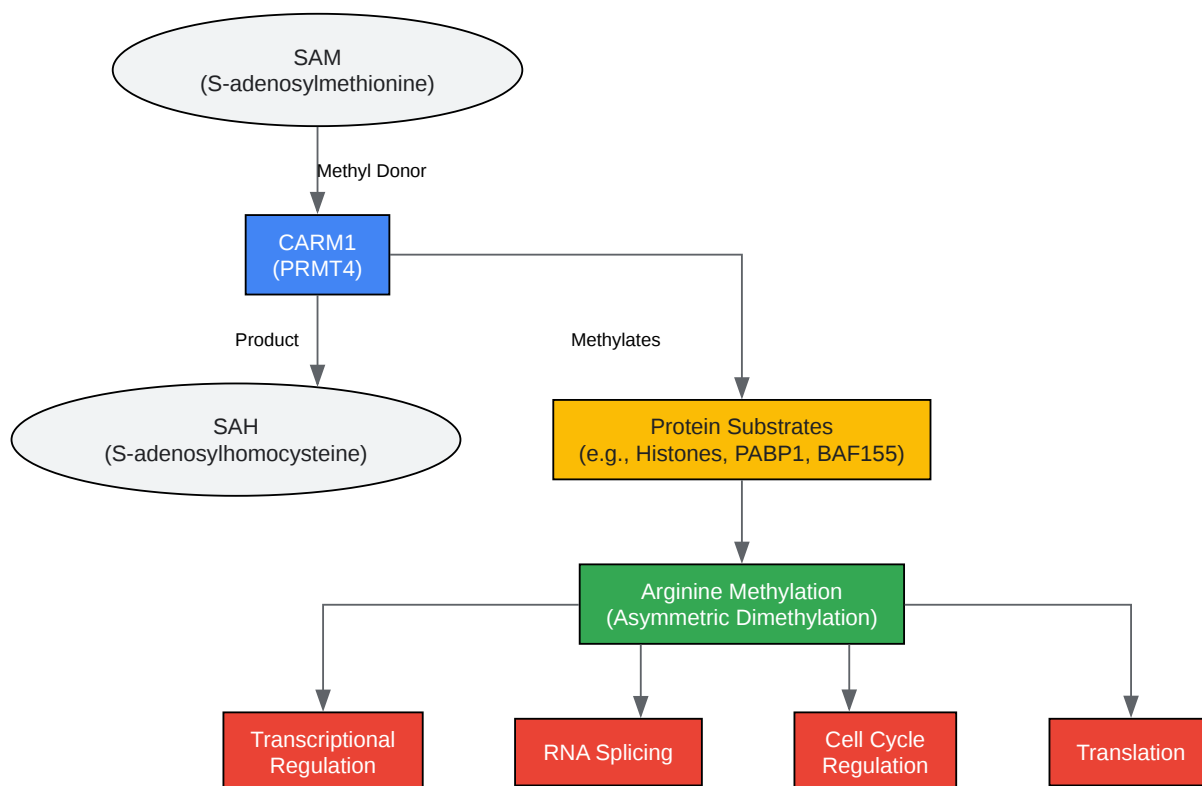 SAM
(S-adenosylmethionine)
Methyl Donor
CARM1
(PRMT4)
Product
Methylates
SAH
(S-adenosylhomocysteine)
Protein Substrates
(e.g., Histones, PABP1, BAF155)
Arginine Methylation
(Asymmetric Dimethylation)
Transcriptional
Regulation
RNA Splicing
Cell Cycle
Regulation
Translation